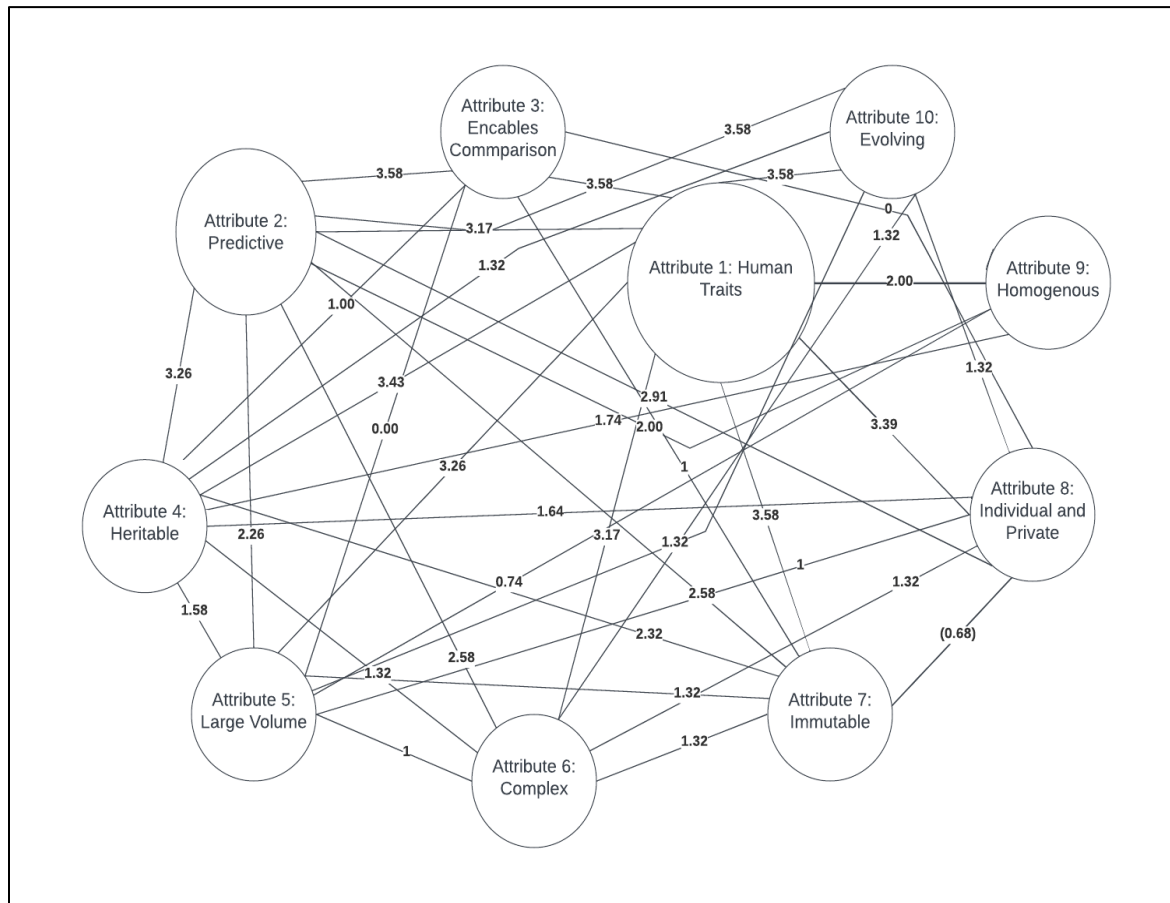 Attribute 3:
Encables
Commparison
Attribute 10:
Evolving
3.58
3.58
3.58
3.58
0
Attribute 2:
Predictive
3.17
1.32
1.32
Attribute 1: Human
Traits
2.00
Attribute 9:
Homogenous
1.00
3.26
3.43
1.32
2.91
0.00
1.74
2.00
3.39
3.26
1
Attribute 4:
Heritable
1.64
3.58
Attribute 8:
Individual and
Private
2.26
3.17
1.32
1
0.74
1.32
1.58
2.58
2.32
(0.68)
2.58
1.32
1.32
Attribute 5:
Large Volume
Attribute 7:
Immutable
1
1.32
Attribute 6:
Complex